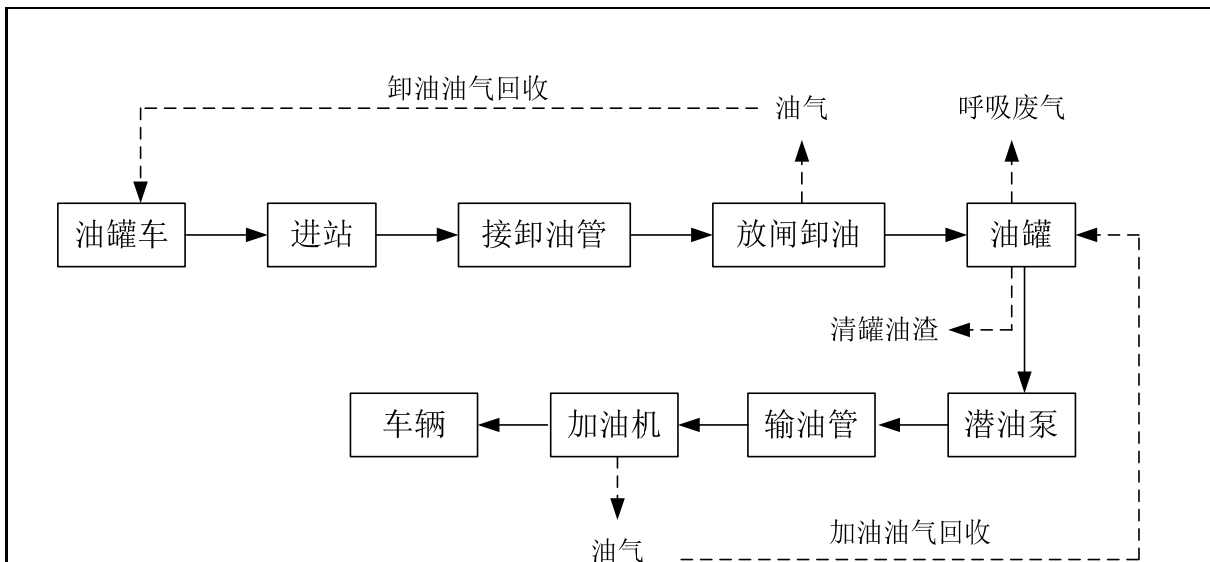 卸油油气回收
油气
呼吸废气
油罐车
进站
接卸油管
放闸卸油
油罐
清罐油渣
车辆
加油机
输油管
潜油泵
加油油气回收
油气